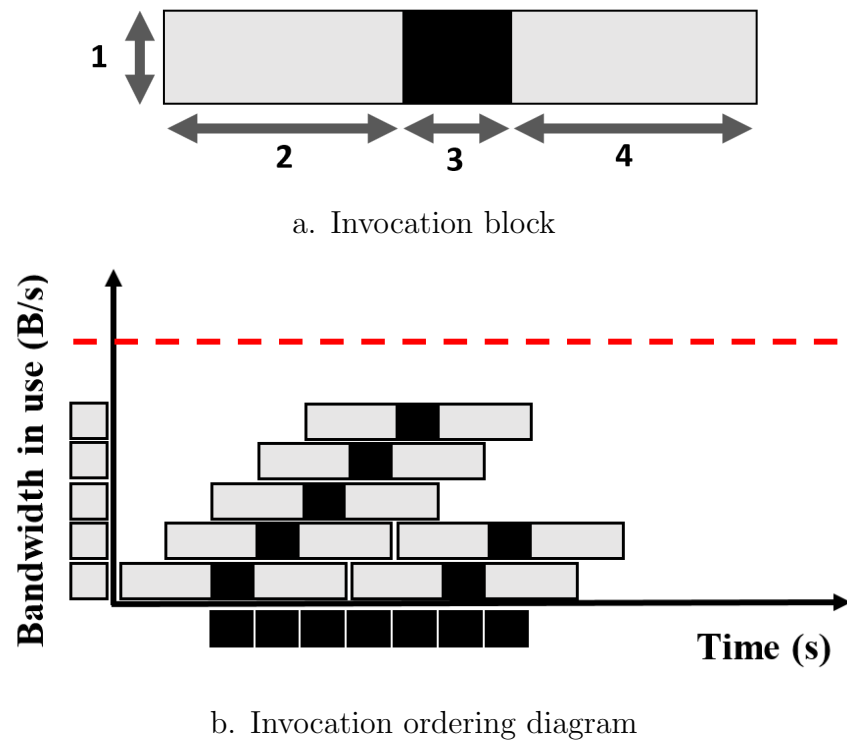 1
2
3
4
a. Invocation block
Bandwidth in use (B/s)
Time (s)
b. Invocation ordering diagram